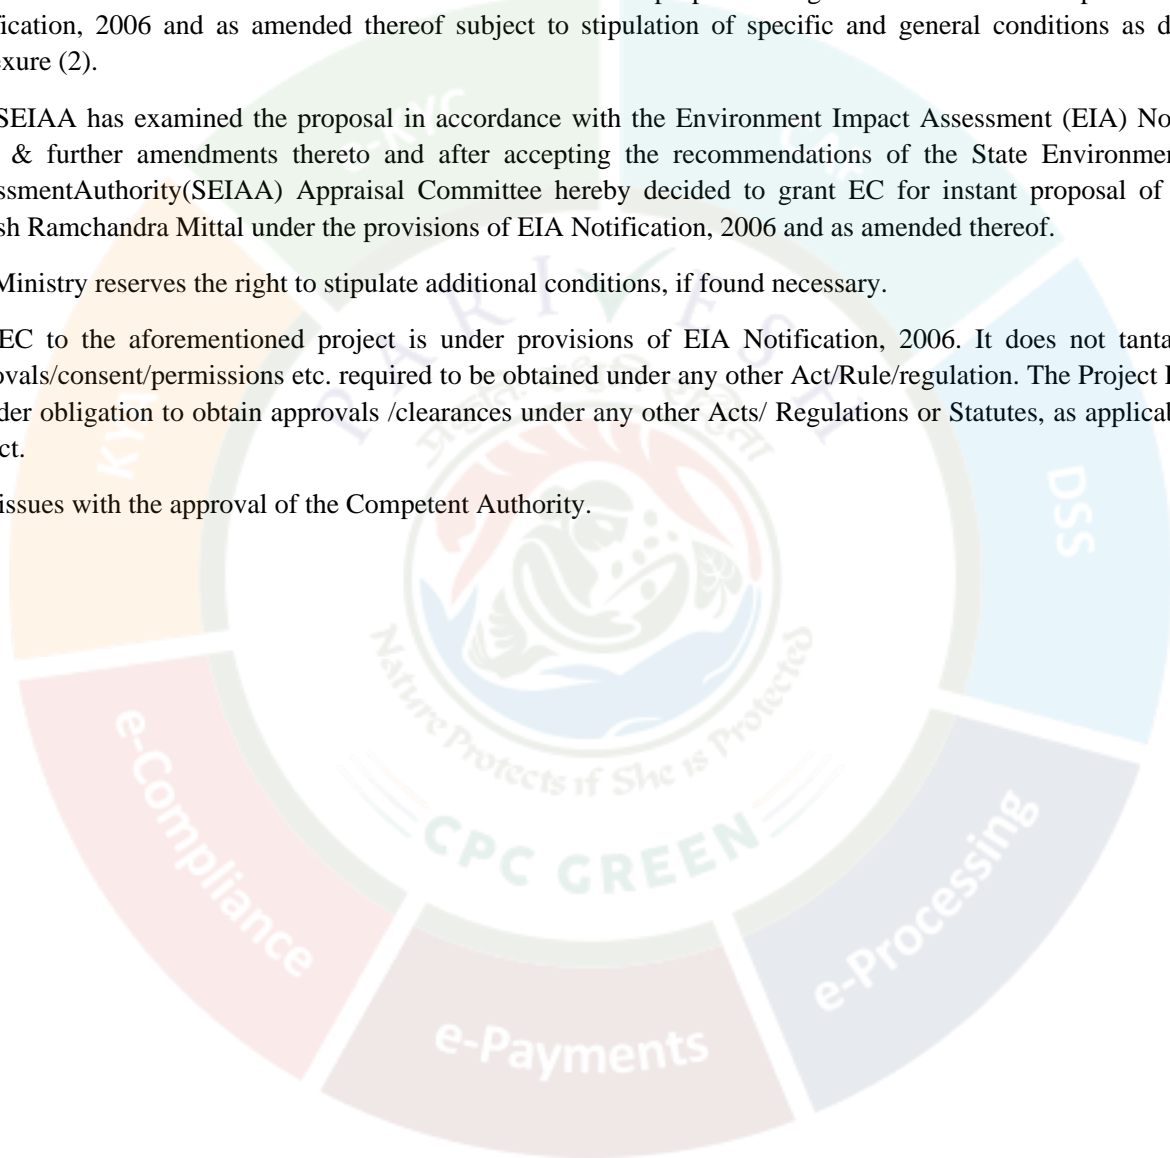 fication, 2006 and as amended thereof subject to stipulation of specific and general conditions as d
exure (2).
SEIAA has examined the proposal in accordance with the Environment Impact Assessment (EIA) No
& further amendments thereto and after accepting the recommendations of the State Environmen
ssmentAuthority(SEIAA) Appraisal Committee hereby decided to grant EC for instant proposal of
sh Ramchandra Mittal under the provisions of EIA Notification, 2006 and as amended thereof.
Ministry reserves the right to stipulate additional conditions, if found necessary.
EC to the aforementioned project is under provisions of EIA Notification, 2006. It does not tanta
ovals/consent/permissions etc. required to be obtained under any other Act/Rule/regulation. The Project
der obligation to obtain approvals /clearances under any other Acts/ Regulations or Statutes, as applicab
ct.
issues with the approval of the Competent Authority.
e-KYC
CAF
PARIVESH
KYA
DSS
Nature Protects if She is Protected
CPC GREEN
e-Compliance
e-Processing
e-Payments